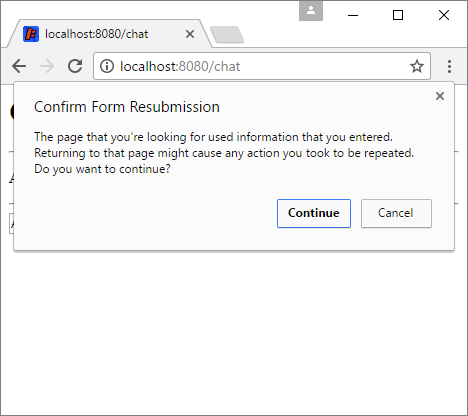 localhost:8080/chat
localhost:8080/chat
Confirm Form Resubmission
The page that you're looking for used information that you entered.
Returning to that page might cause any action you took to be repeated.
Do you want to continue?
Continue Cancel